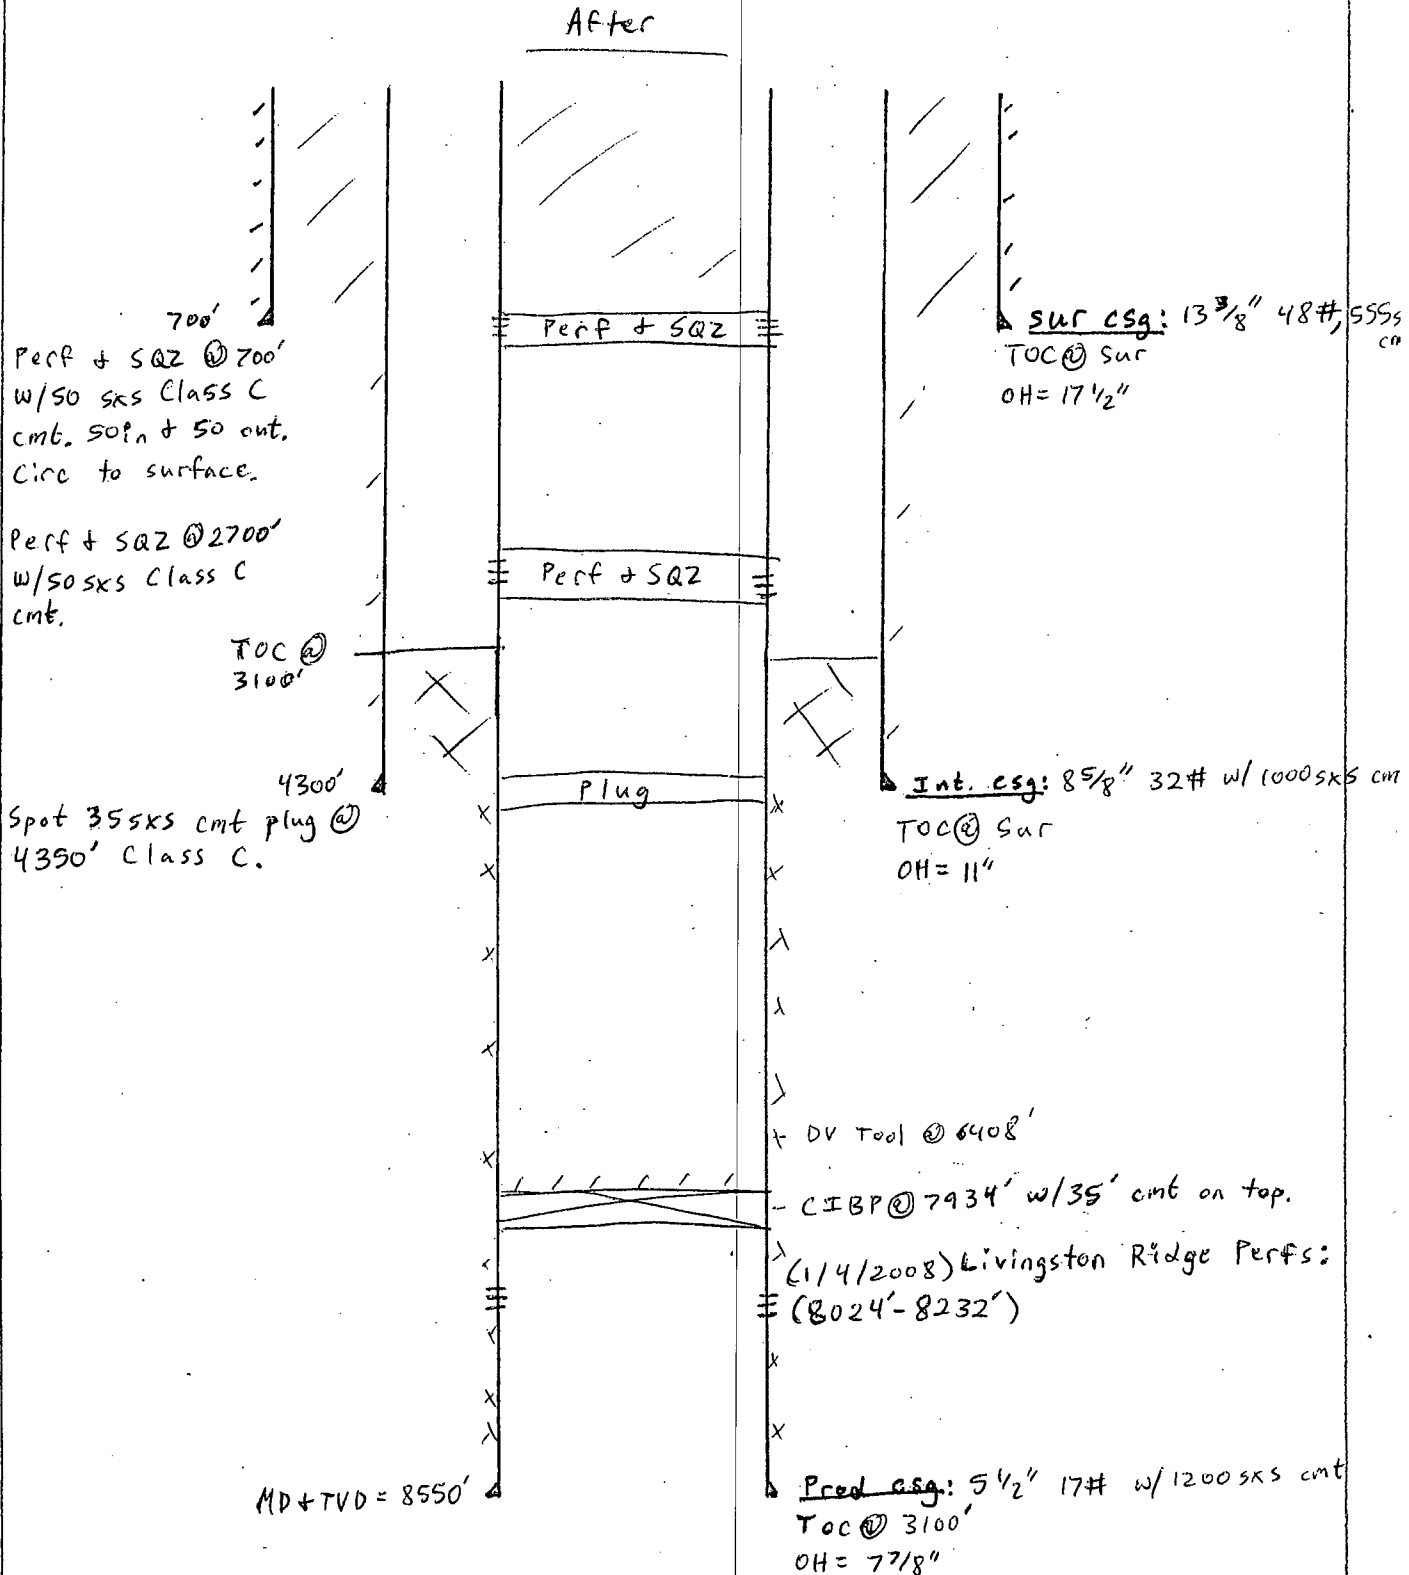 After
700'
Perf & SQZ @ 700'
w/50 sxs Class C
cmt. 50in & 50 out.
Circ to surface.
Perf & SQZ @ 2700'
w/50 sxs Class C
cmt.
TOC @
3100'
4300'
Spot 35 sxs cmt plug @
4350' Class C.
MD & TVD = 8550'
Perf & SQZ
Perf & SQZ
Plug
Sur csg: 13 3/8" 48#, 555s
cm
TOC @ Sur
OH = 17 1/2"
Int. csg: 8 5/8" 32# w/ 1000 sxs cm
TOC @ Sur
OH = 11"
DV Tool @ 6408'
CIBP @ 7934' w/35' cmt on top.
(1/4/2008) Livingston Ridge Perfs:
(8024'-8232')
Prod csg: 5 1/2" 17# w/ 1200 sxs cmt
TOC @ 3100'
OH = 7 7/8"